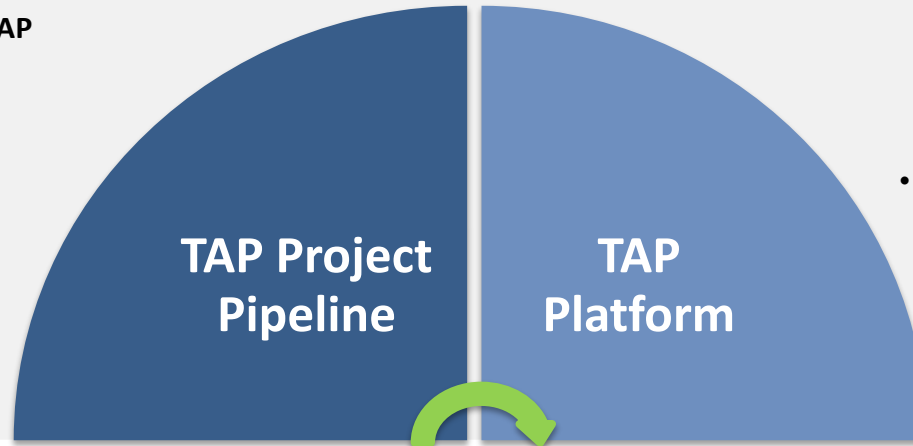 AP
TAP Project
Pipeline
TAP
Platform
•